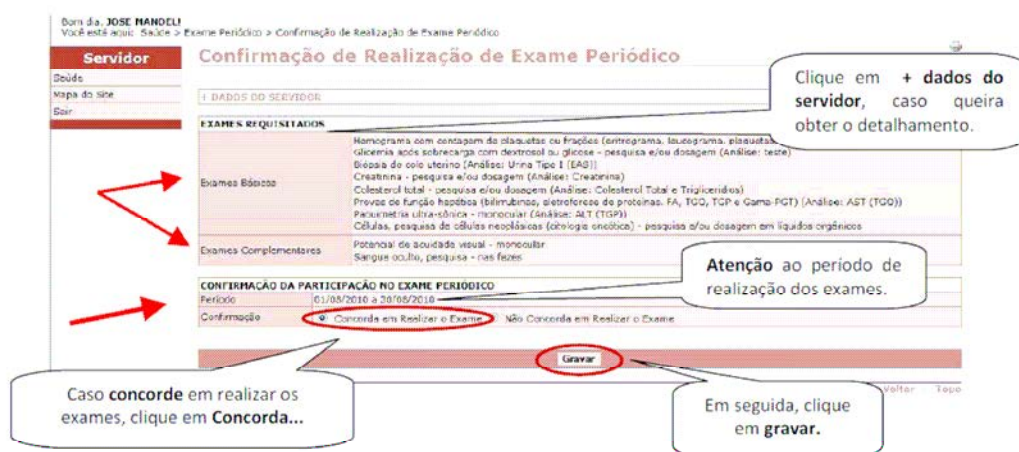 Bom dia, JOSE MANOEL!
Você está aqui: Saúde > Exame Periódico > Confirmação de Realização de Exame Periódico
Servidor
Saúde
Mapa do Site
Sair
Confirmação de Realização de Exame Periódico
+ DADOS DO SERVIDOR
Clique em + dados do
servidor, caso queira
obter o detalhamento.
EXAMES REQUISITADOS
Exames Básicos
Hemograma com contagem de plaquetas ou frações (eritrograma, leucograma, plaquetas
Glicemia após sobrecarga com dextrosol ou glicose - pesquisa e/ou dosagem (Análise: teste)
Biópsia de colo uterino (Análise: Urina Tipo I (EAS))
Creatinina - pesquisa e/ou dosagem (Análise: Creatinina)
Colesterol total - pesquisa e/ou dosagem (Análise: Colesterol Total e Triglicerídios)
Provas de função hepática (bilirrubinas, eletroforese de proteínas. FA, TGO, TGP e Gama-PGT) (Análise: AST (TGO))
Paquimetria ultra-sônica - monocular (Análise: ALT (TGP))
Células, pesquisa de células neoplásicas (citologia oncótica) - pesquisa e/ou dosagem em líquidos orgânicos
Exames Complementares
Potencial de acuidade visual - monocular
Sangue oculto, pesquisa - nas fezes
Atenção ao período de
realização dos exames.
CONFIRMAÇÃO DA PARTICIPAÇÃO NO EXAME PERIÓDICO
Período 01/08/2010 a 30/08/2010
Confirmação Concorda em Realizar o Exame Não Concorda em Realizar o Exame
Gravar
Voltar Topo
Caso concorde em realizar os
exames, clique em Concorda...
Em seguida, clique
em gravar.